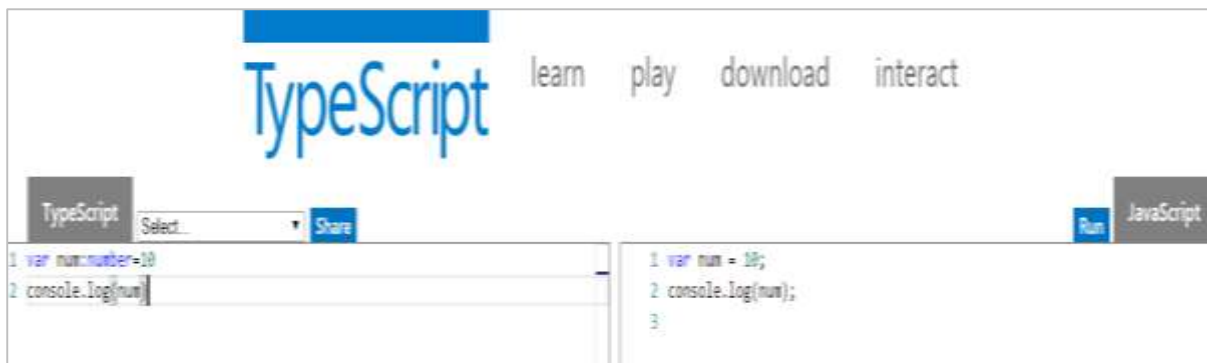 TypeScript learn play download interact
TypeScript Select... Share Run JavaScript
1 var num:number=10
2 console.log(num)
1 var num = 10;
2 console.log(num);
3